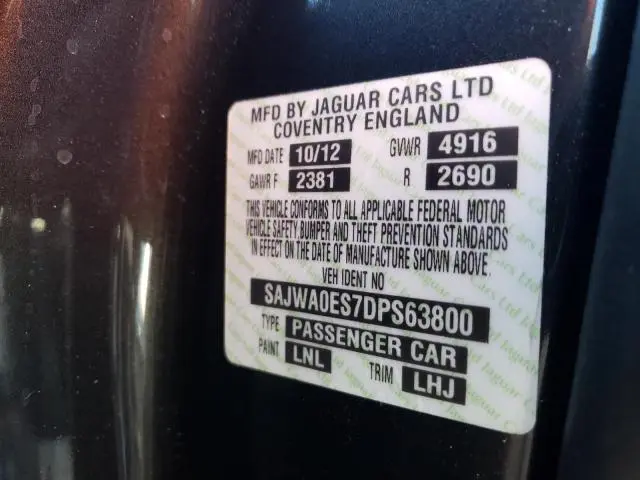 MFD BY JAGUAR CARS LTD
COVENTRY ENGLAND
MFD DATE 10/12 GVWR 4916
GAWR F 2381 R 2690
THIS VEHICLE CONFORMS TO ALL APPLICABLE FEDERAL MOTOR
VEHICLE SAFETY BUMPER AND THEFT PREVENTION STANDARDS
IN EFFECT ON THE DATE OF MANUFACTURE SHOWN ABOVE.
VEH IDENT NO
SAJWA0ES7DPS63800
TYPE PASSENGER CAR
PAINT LNL TRIM LHJ